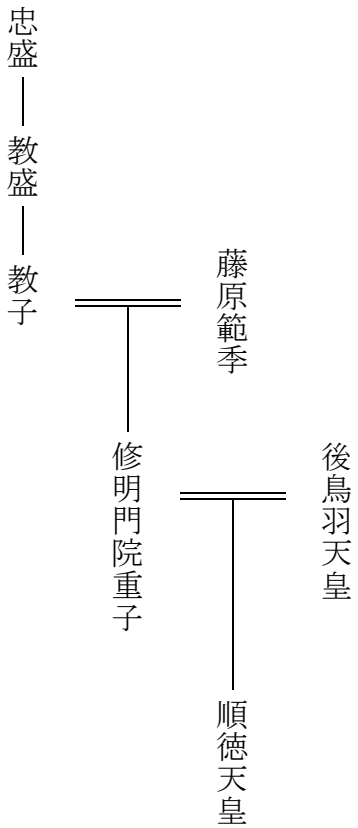 後鳥羽天皇
藤原範季
順徳天皇
修明門院重子
忠盛
教盛
教子